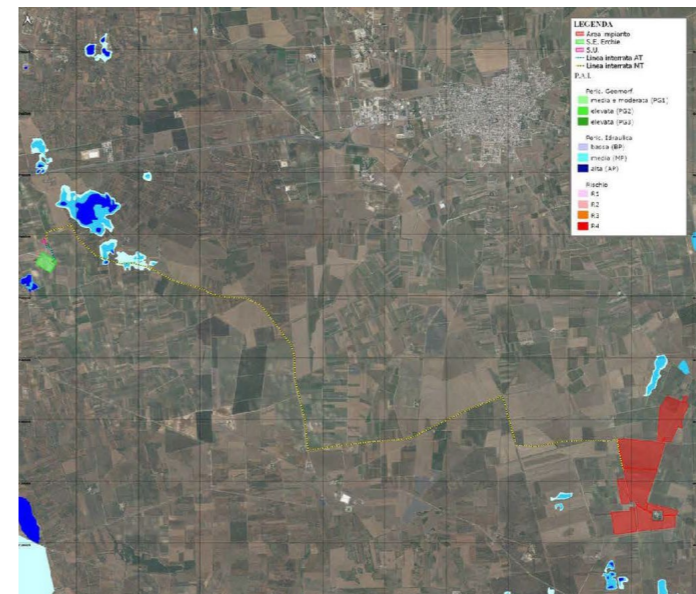 LEGENDA
Area impianto
S.E. Erchie
S.U.
Linea interrata AT
Linea interrata MT
P.A.I.
Peric. Geomorf.
media e moderata (PG1)
elevata (PG2)
elevata (PG3)
Peric. Idraulica
bassa (BP)
media (MP)
alta (AP)
Rischio
R1
R2
R3
R4